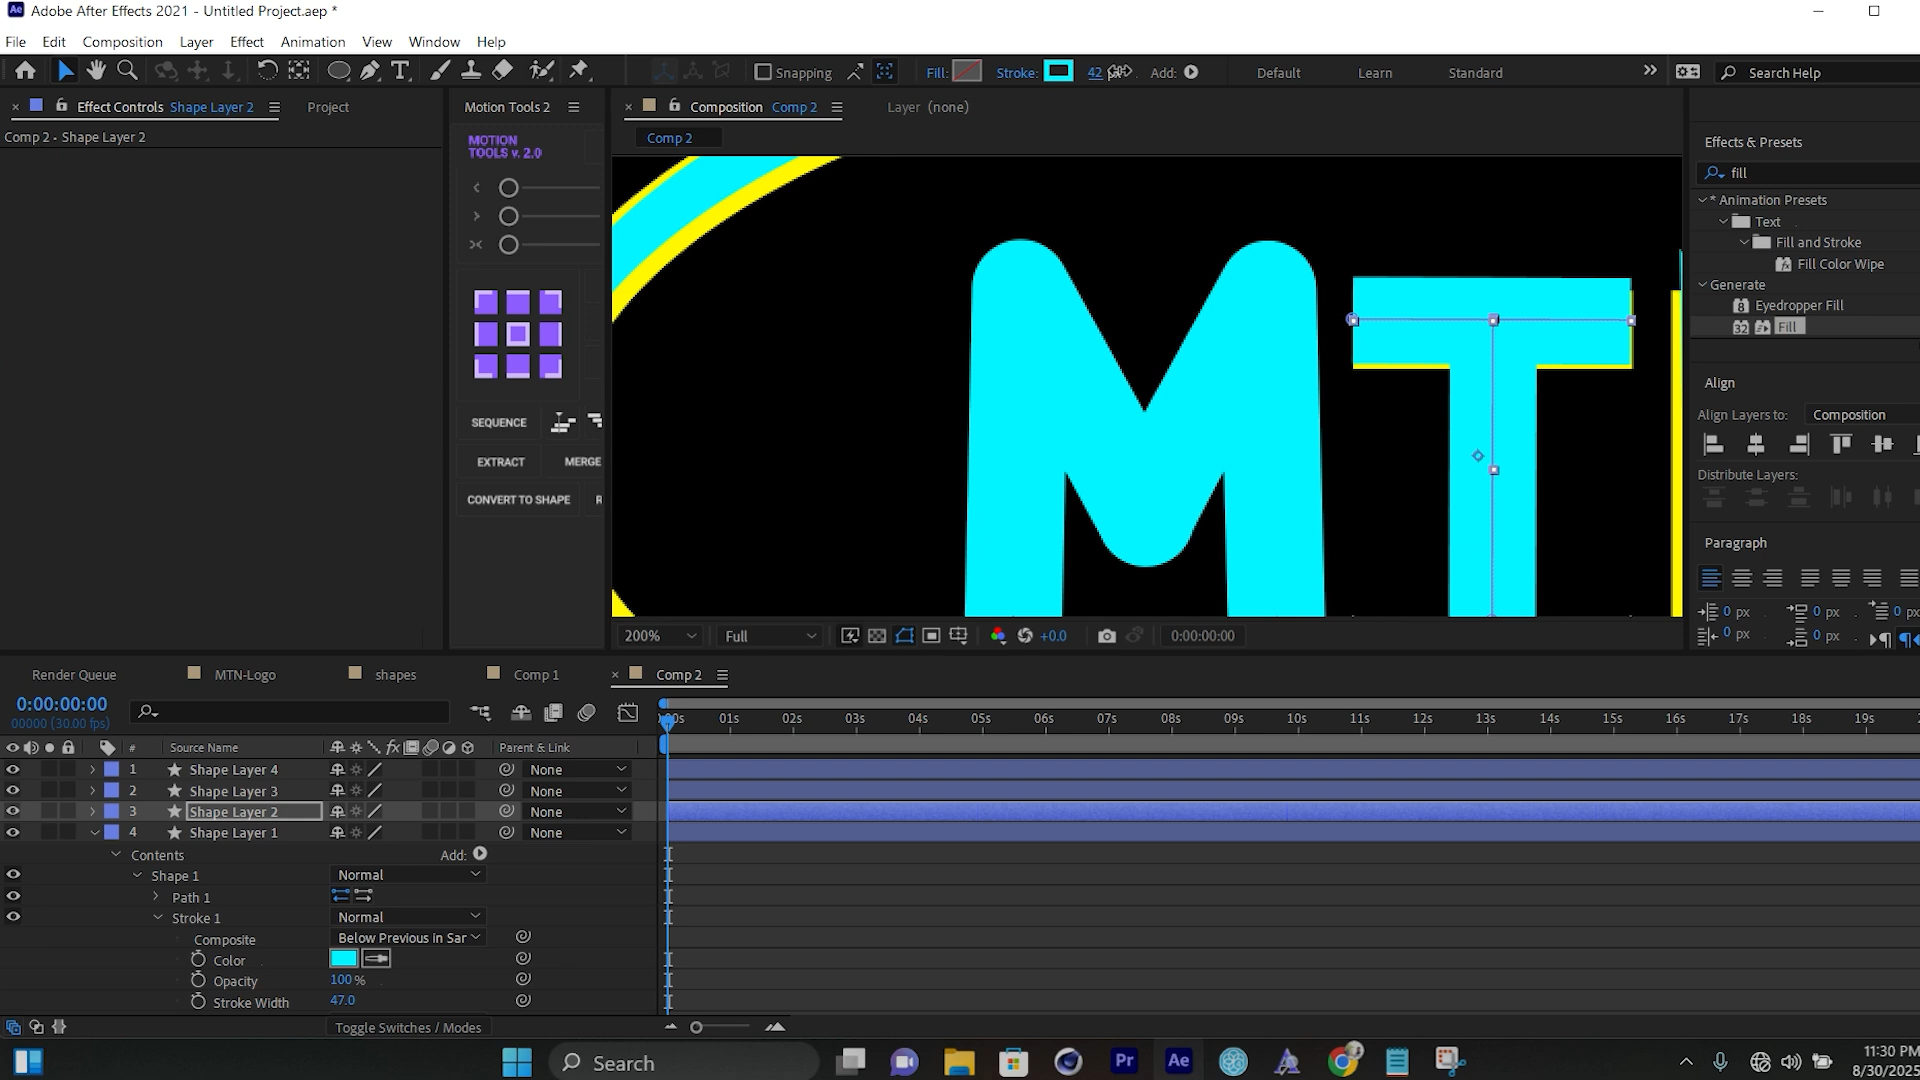 Adobe After Effects 2021 - Untitled Project.aep *
File Edit Composition Layer Effect Animation View Window Help
Snapping Fill: Stroke: 42 Add: Default Learn Standard Search Help
Effect Controls Shape Layer 2 Project
Comp 2 - Shape Layer 2
Motion Tools 2
MOTION
TOOLS v. 2.0
SEQUENCE
EXTRACT MERGE
CONVERT TO SHAPE R
Composition Comp 2 Layer (none)
Comp 2
MT
200% Full +0.0 0:00:00:00
Effects & Presets
fill
* Animation Presets
Text
Fill and Stroke
Fill Color Wipe
Generate
Eyedropper Fill
Fill
Align
Align Layers to: Composition
Distribute Layers:
Paragraph
0 px 0 px 0 px
0 px 0 px
Render Queue MTN-Logo shapes Comp 1 Comp 2
0:00:00:00
00000 (30.00 fps)
:00s 01s 02s 03s 04s 05s 06s 07s 08s 09s 10s 11s 12s 13s 14s 15s 16s 17s 18s 19s
# Source Name Parent & Link
1 Shape Layer 4 None
2 Shape Layer 3 None
3 Shape Layer 2 None
4 Shape Layer 1 None
Contents Add:
Shape 1 Normal
Path 1
Stroke 1 Normal
Composite Below Previous in Sar
Color
Opacity 100 %
Stroke Width 47.0
Toggle Switches / Modes
Search
Pr Ae
11:30 PM
8/30/2025